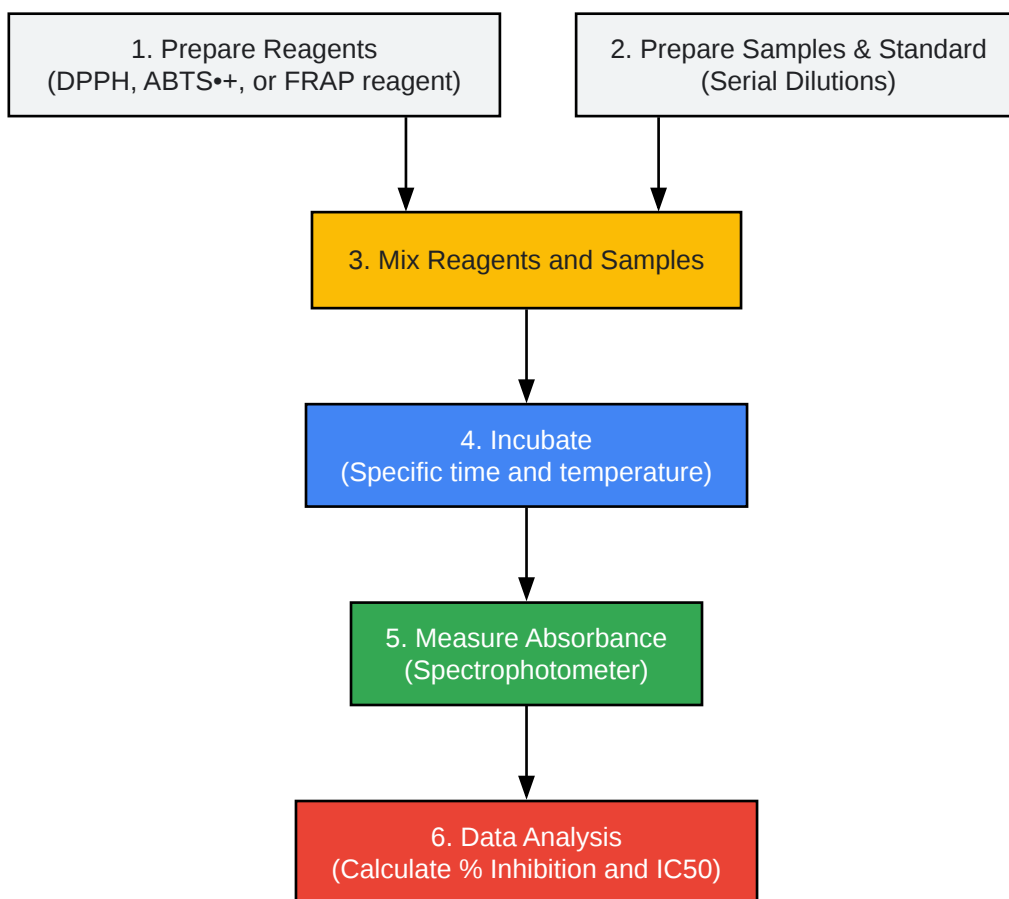 1. Prepare Reagents
(DPPH, ABTS•+, or FRAP reagent)
2. Prepare Samples & Standard
(Serial Dilutions)
3. Mix Reagents and Samples
4. Incubate
(Specific time and temperature)
5. Measure Absorbance
(Spectrophotometer)
6. Data Analysis
(Calculate % Inhibition and IC50)